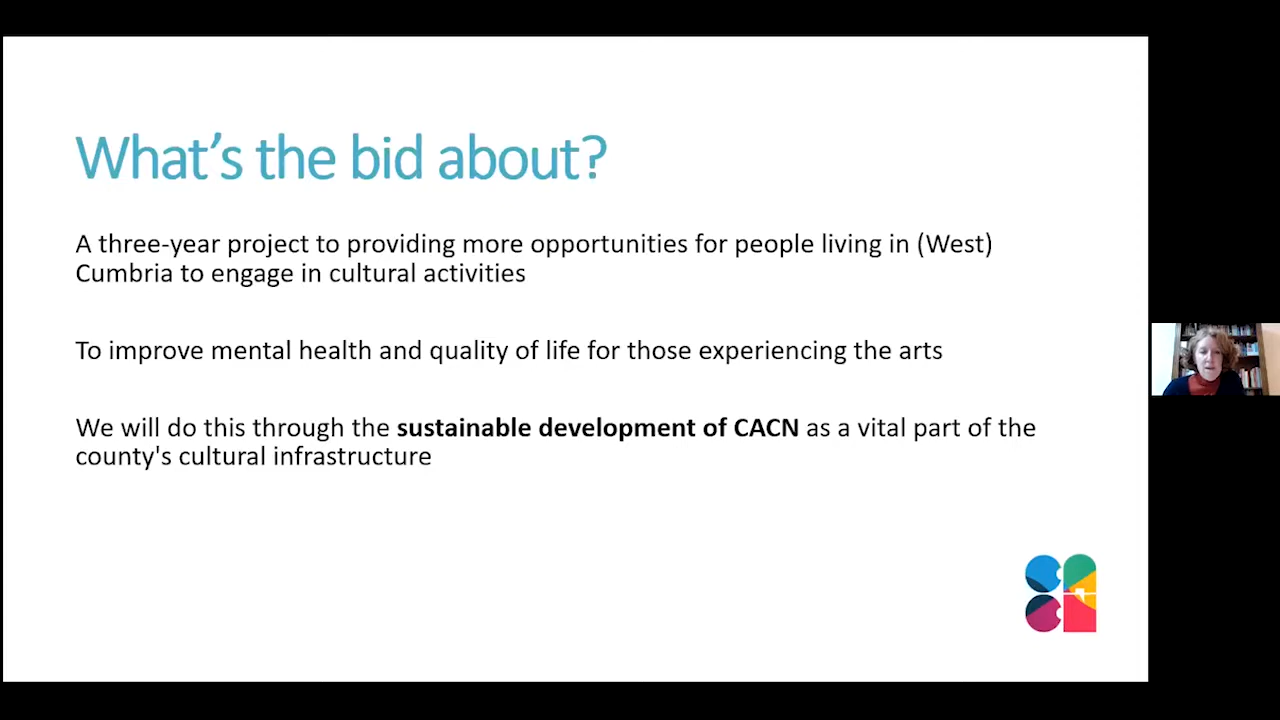 What’s the bid about?
A three-year project to providing more opportunities for people living in (West)
Cumbria to engage in cultural activities
To improve mental health and quality of life for those experiencing the arts
We will do this through the sustainable development of CACN as a vital part of the
county's cultural infrastructure